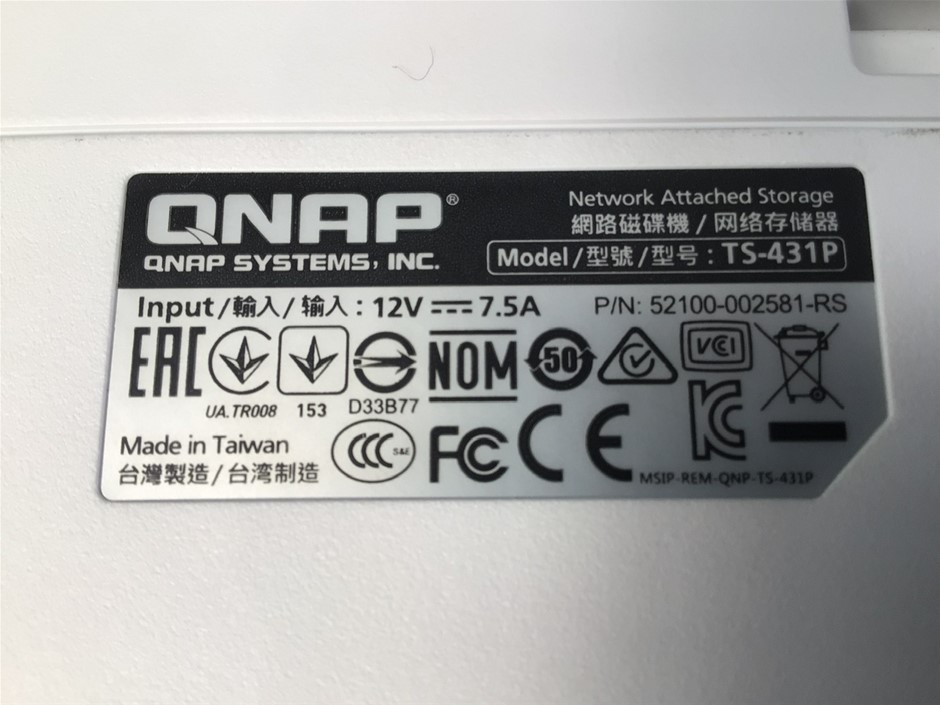 QNAP®
QNAP SYSTEMS, INC.
Network Attached Storage
網路磁碟機 / 网络存储器
Model / 型號 / 型号 : TS-431P
Input / 輸入 / 输入 : 12V ⎓ 7.5A
P/N: 52100-002581-RS
EAC
UA.TR008
153
D33B77
NOM
50
VCI
Made in Taiwan
台灣製造 / 台湾制造
CCC S&E
FC CE
KC
MSIP-REM-QNP-TS-431P